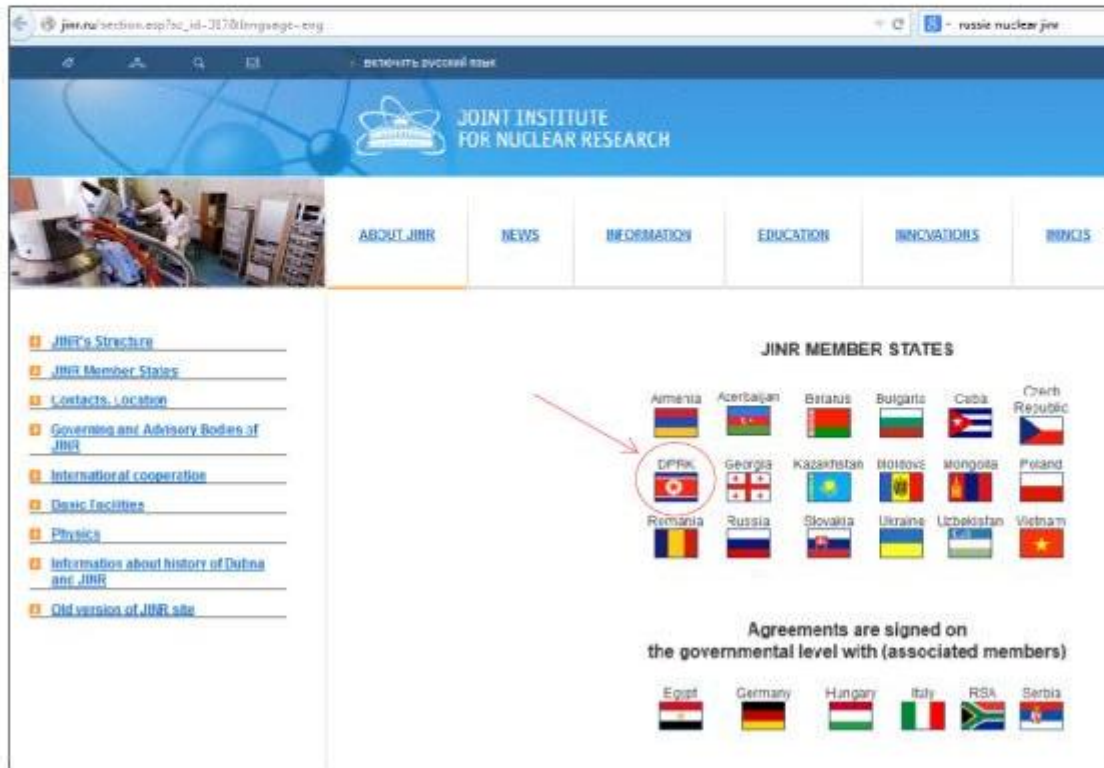 jinr.ru/section.asp?sc_id=317&language=eng
russie nuclear jinr
ВКЛЮЧИТЬ РУССКИЙ ЯЗЫК
JOINT INSTITUTE
FOR NUCLEAR RESEARCH
ABOUT JINR NEWS INFORMATION EDUCATION INNOVATIONS
JINR's Structure
JINR Member States
Contacts. Location
Governing and Advisory Bodies of
JINR
International cooperation
Basic Facilities
Physics
Information about history of Dubna
and JINR
Old version of JINR site
JINR MEMBER STATES
Armenia Azerbaijan Belarus Bulgaria Cuba Czech
Republic
DPRK Georgia Kazakhstan Moldova Mongolia Poland
Romania Russia Slovakia Ukraine Uzbekistan Vietnam
Agreements are signed on
the governmental level with (associated members)
Egypt Germany Hungary Italy RSA Serbia